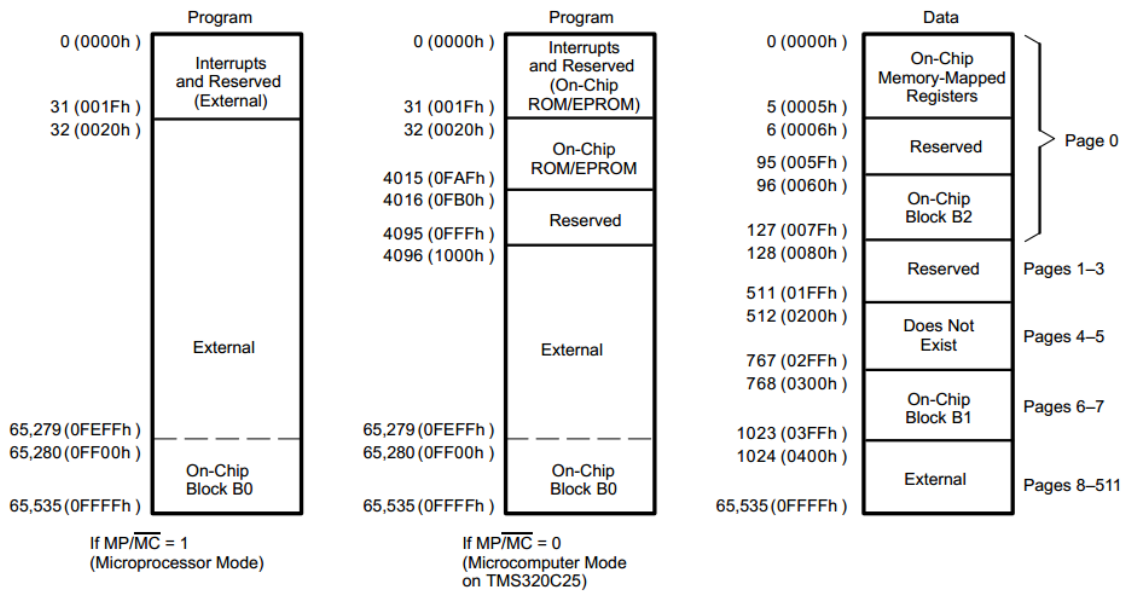 Program
0 (0000h )
Interrupts
and Reserved
(External)
31 (001Fh )
32 (0020h )
External
65,279 (0FEFFh )
65,280 (0FF00h )
On-Chip
Block B0
65,535 (0FFFFh )
If MP/MC = 1
(Microprocessor Mode)
Program
0 (0000h )
Interrupts
and Reserved
(On-Chip
ROM/EPROM)
31 (001Fh )
32 (0020h )
On-Chip
ROM/EPROM
4015 (0FAFh )
4016 (0FB0h )
Reserved
4095 (0FFFh )
4096 (1000h )
External
65,279 (0FEFFh )
65,280 (0FF00h )
On-Chip
Block B0
65,535 (0FFFFh )
If MP/MC = 0
(Microcomputer Mode
on TMS320C25)
Data
0 (0000h )
On-Chip
Memory-Mapped
Registers
5 (0005h )
6 (0006h )
Reserved
Page 0
95 (005Fh )
96 (0060h )
On-Chip
Block B2
127 (007Fh )
128 (0080h )
Reserved
Pages 1–3
511 (01FFh )
512 (0200h )
Does Not
Exist
Pages 4–5
767 (02FFh )
768 (0300h )
On-Chip
Block B1
Pages 6–7
1023 (03FFh )
1024 (0400h )
External
Pages 8–511
65,535 (0FFFFh )